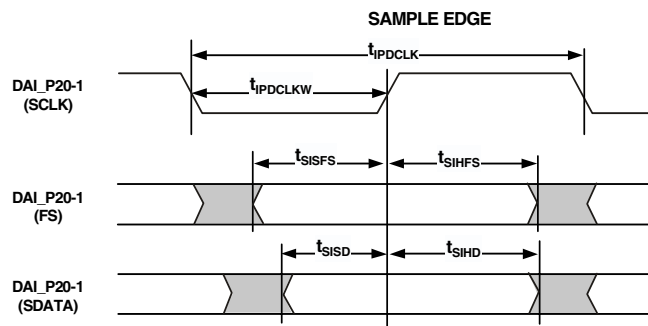 SAMPLE EDGE
tIPDCLK
DAI_P20-1
(SCLK)
tIPDCLKW
tSISFS
tSIHFS
DAI_P20-1
(FS)
tSISD
tSIHD
DAI_P20-1
(SDATA)